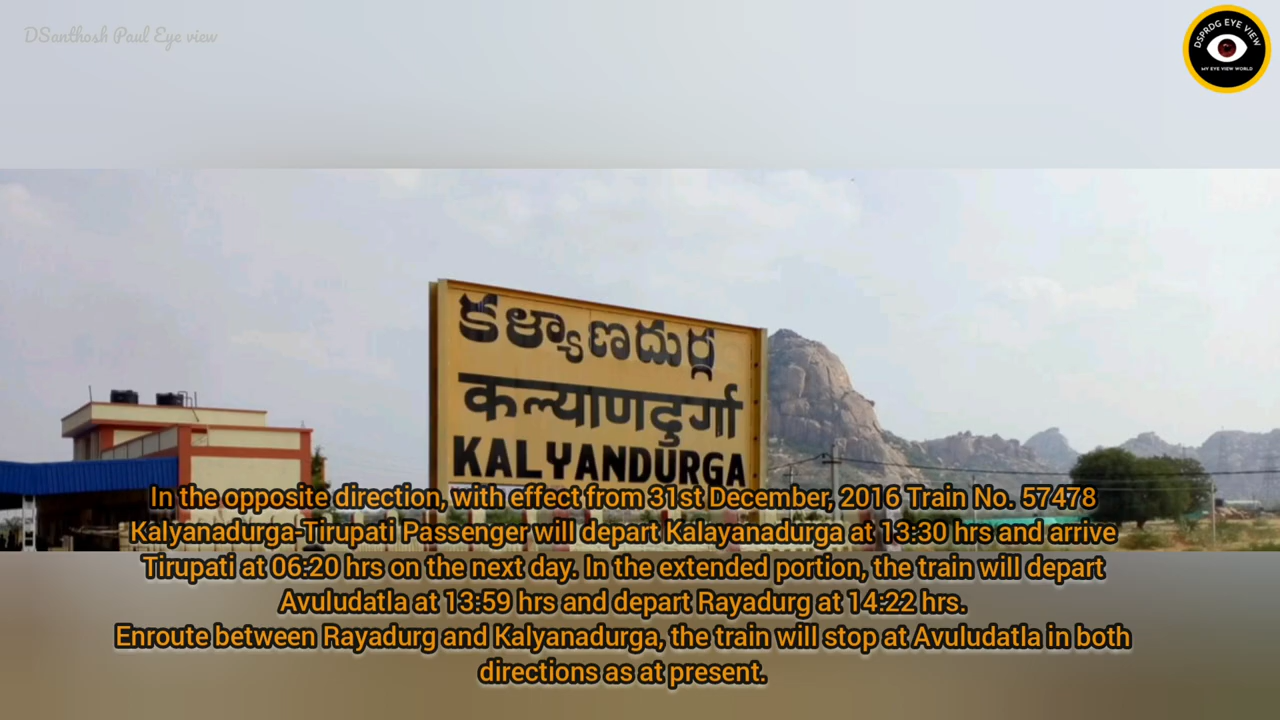 DSanthosh Paul Eye view
DSPRDG EYE VIEW
MY EYE VIEW WORLD
కళ్యాణదుర్గ
कल्याणदुर्गा
KALYANDURGA
In the opposite direction, with effect from 31st December, 2016 Train No. 57478
Kalyanadurga-Tirupati Passenger will depart Kalayanadurga at 13:30 hrs and arrive
Tirupati at 06:20 hrs on the next day. In the extended portion, the train will depart
Avuludatla at 13:59 hrs and depart Rayadurg at 14:22 hrs.
Enroute between Rayadurg and Kalyanadurga, the train will stop at Avuludatla in both
directions as at present.